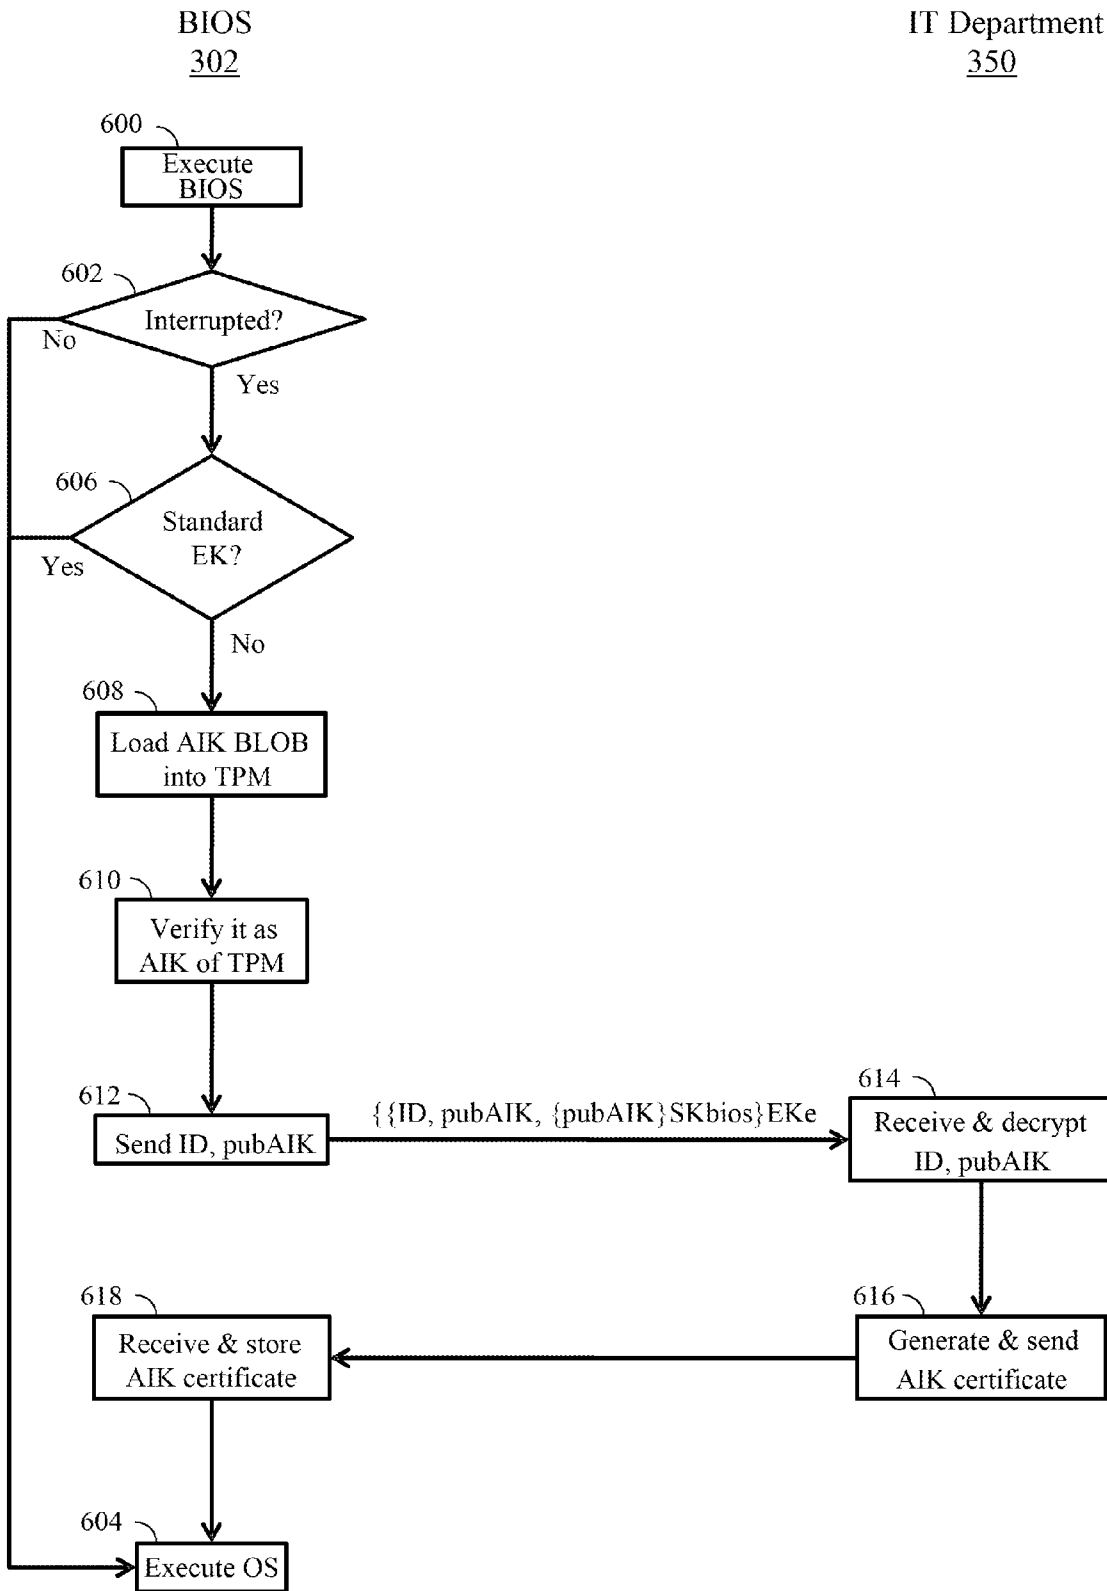 BIOS
302
IT Department
350
600
Execute
BIOS
602
Interrupted?
No
Yes
606
Standard
EK?
Yes
No
608
Load AIK BLOB
into TPM
610
Verify it as
AIK of TPM
612
Send ID, pubAIK
{{ID, pubAIK, {pubAIK}SKbios}EKe
614
Receive & decrypt
ID, pubAIK
618
Receive & store
AIK certificate
616
Generate & send
AIK certificate
604
Execute OS